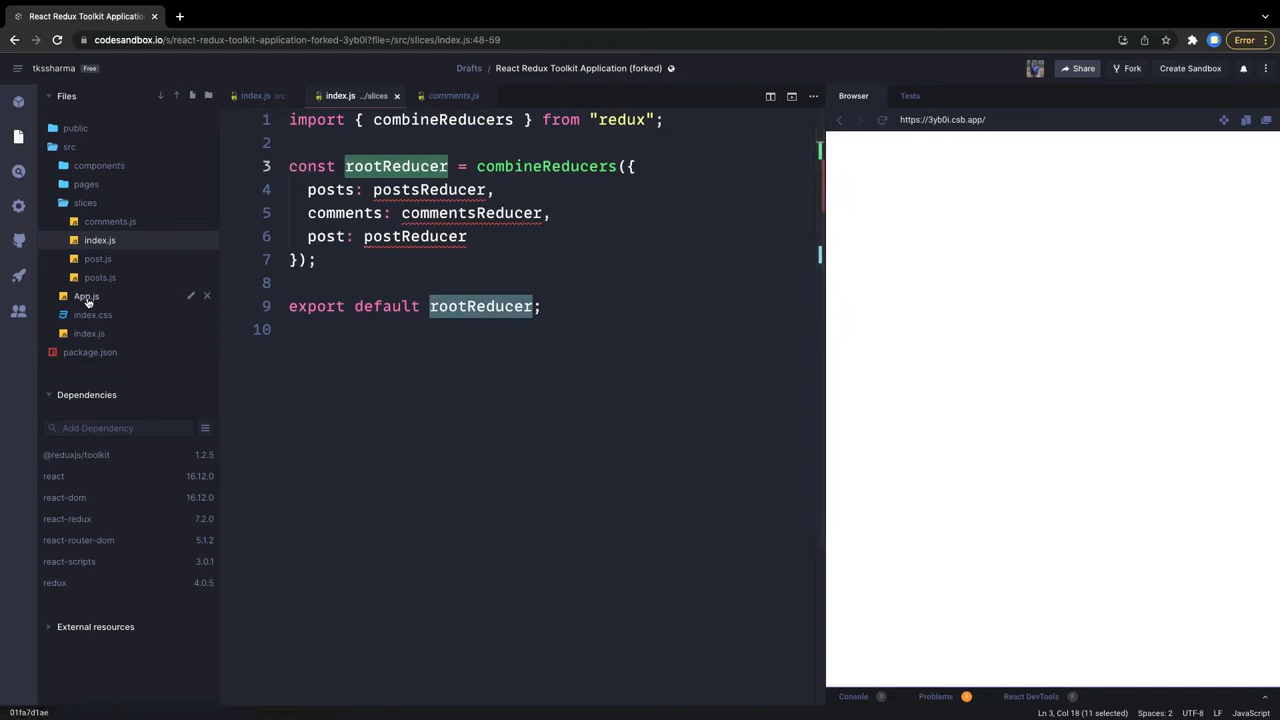 React Redux Toolkit Application
codesandbox.io/s/react-redux-toolkit-application-forked-3yb0l?file=/src/slices/index.js:48-59
Error
tkssharma
Free
Drafts / React Redux Toolkit Application (forked)
Share
Fork
Create Sandbox
Files
public
src
components
pages
slices
comments.js
index.js
post.js
posts.js
App.js
index.css
index.js
package.json
Dependencies
Add Dependency
@reduxjs/toolkit 1.2.5
react 16.12.0
react-dom 16.12.0
react-redux 7.2.0
react-router-dom 5.1.2
react-scripts 3.0.1
redux 4.0.5
External resources
index.js src
index.js .../slices
comments.js
1 import { combineReducers } from "redux";
2
3 const rootReducer = combineReducers({
4 posts: postsReducer,
5 comments: commentsReducer,
6 post: postReducer
7 });
8
9 export default rootReducer;
10
Browser
Tests
https://3yb0i.csb.app/
Console
Problems
React DevTools
01fa7d1ae
Ln 3, Col 18 (11 selected)
Spaces: 2
UTF-8
LF
JavaScript